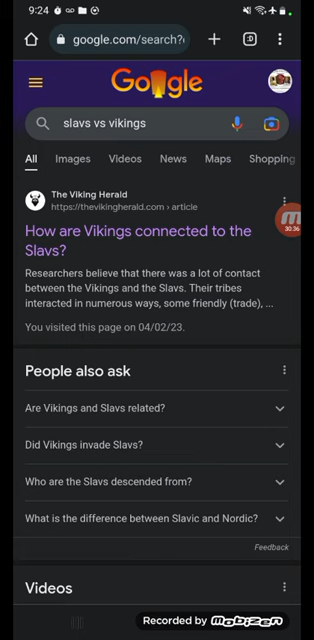 9:24
google.com/search?
:D
Google
slavs vs vikings
All Images Videos News Maps Shopping
The Viking Herald
https://thevikingherald.com › article
How are Vikings connected to the
Slavs?
30:36
Researchers believe that there was a lot of contact
between the Vikings and the Slavs. Their tribes
interacted in numerous ways, some friendly (trade), ...
You visited this page on 04/02/23.
People also ask
Are Vikings and Slavs related?
Did Vikings invade Slavs?
Who are the Slavs descended from?
What is the difference between Slavic and Nordic?
Feedback
Videos
Recorded by mobizen